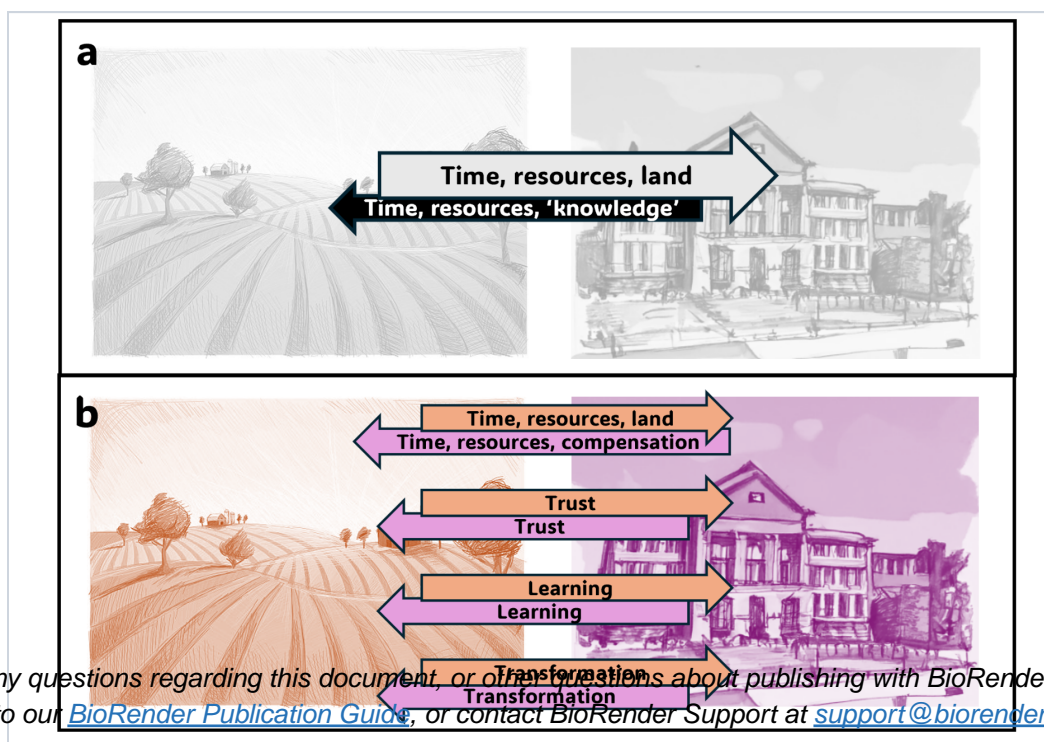 a
Time, resources, land
Time, resources, ‘knowledge’
b
Time, resources, land
Time, resources, compensation
Trust
Trust
Learning
Learning
Transformation
ny questions regarding this document, or other questions about publishing with BioRende
Transformation
to our BioRender Publication Guide, or contact BioRender Support at support@biorender